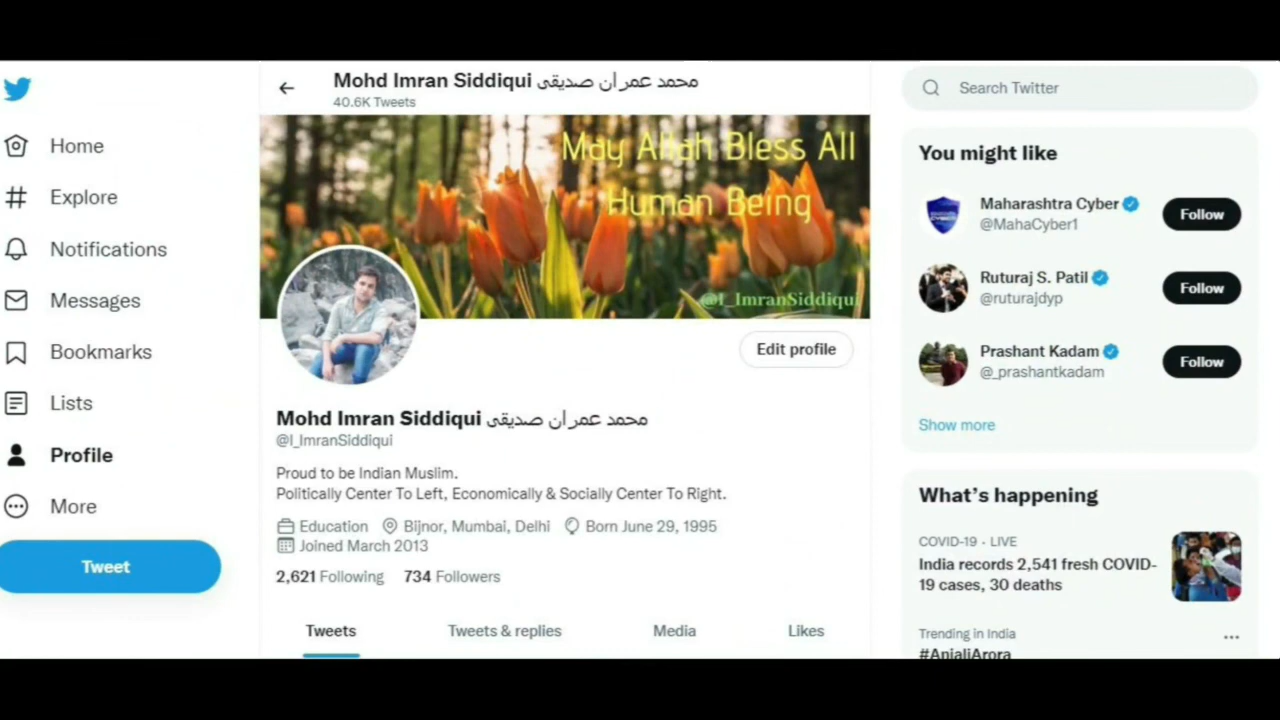 Home
Explore
Notifications
Messages
Bookmarks
Lists
Profile
More
Tweet
Mohd Imran Siddiqui محمد عمران صدیقی
40.6K Tweets
May Allah Bless All
Human Being
@I_ImranSiddiqui
Edit profile
Mohd Imran Siddiqui محمد عمران صدیقی
@I_ImranSiddiqui
Proud to be Indian Muslim.
Politically Center To Left, Economically & Socially Center To Right.
Education Bijnor, Mumbai, Delhi Born June 29, 1995
Joined March 2013
2,621 Following 734 Followers
Tweets Tweets & replies Media Likes
Search Twitter
You might like
Maharashtra Cyber
@MahaCyber1
Follow
Ruturaj S. Patil
@ruturajdyp
Follow
Prashant Kadam
@_prashantkadam
Follow
Show more
What's happening
COVID-19 · LIVE
India records 2,541 fresh COVID-
19 cases, 30 deaths
Trending in India
#AnjaliArora